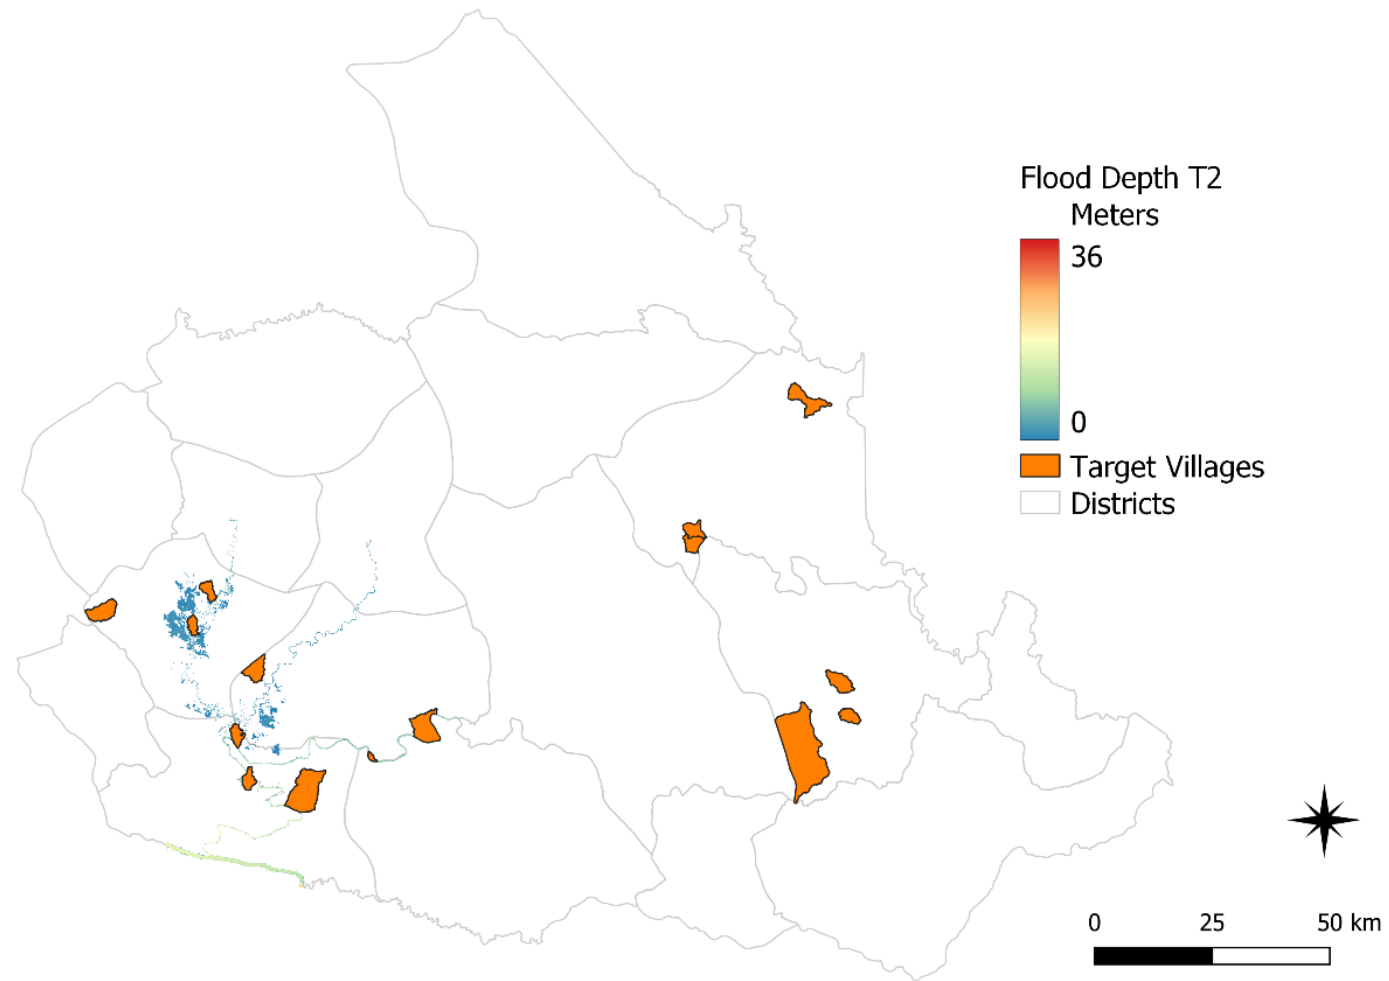 Flood Depth T2
Meters
36
0
Target Villages
Districts
0 25 50 km